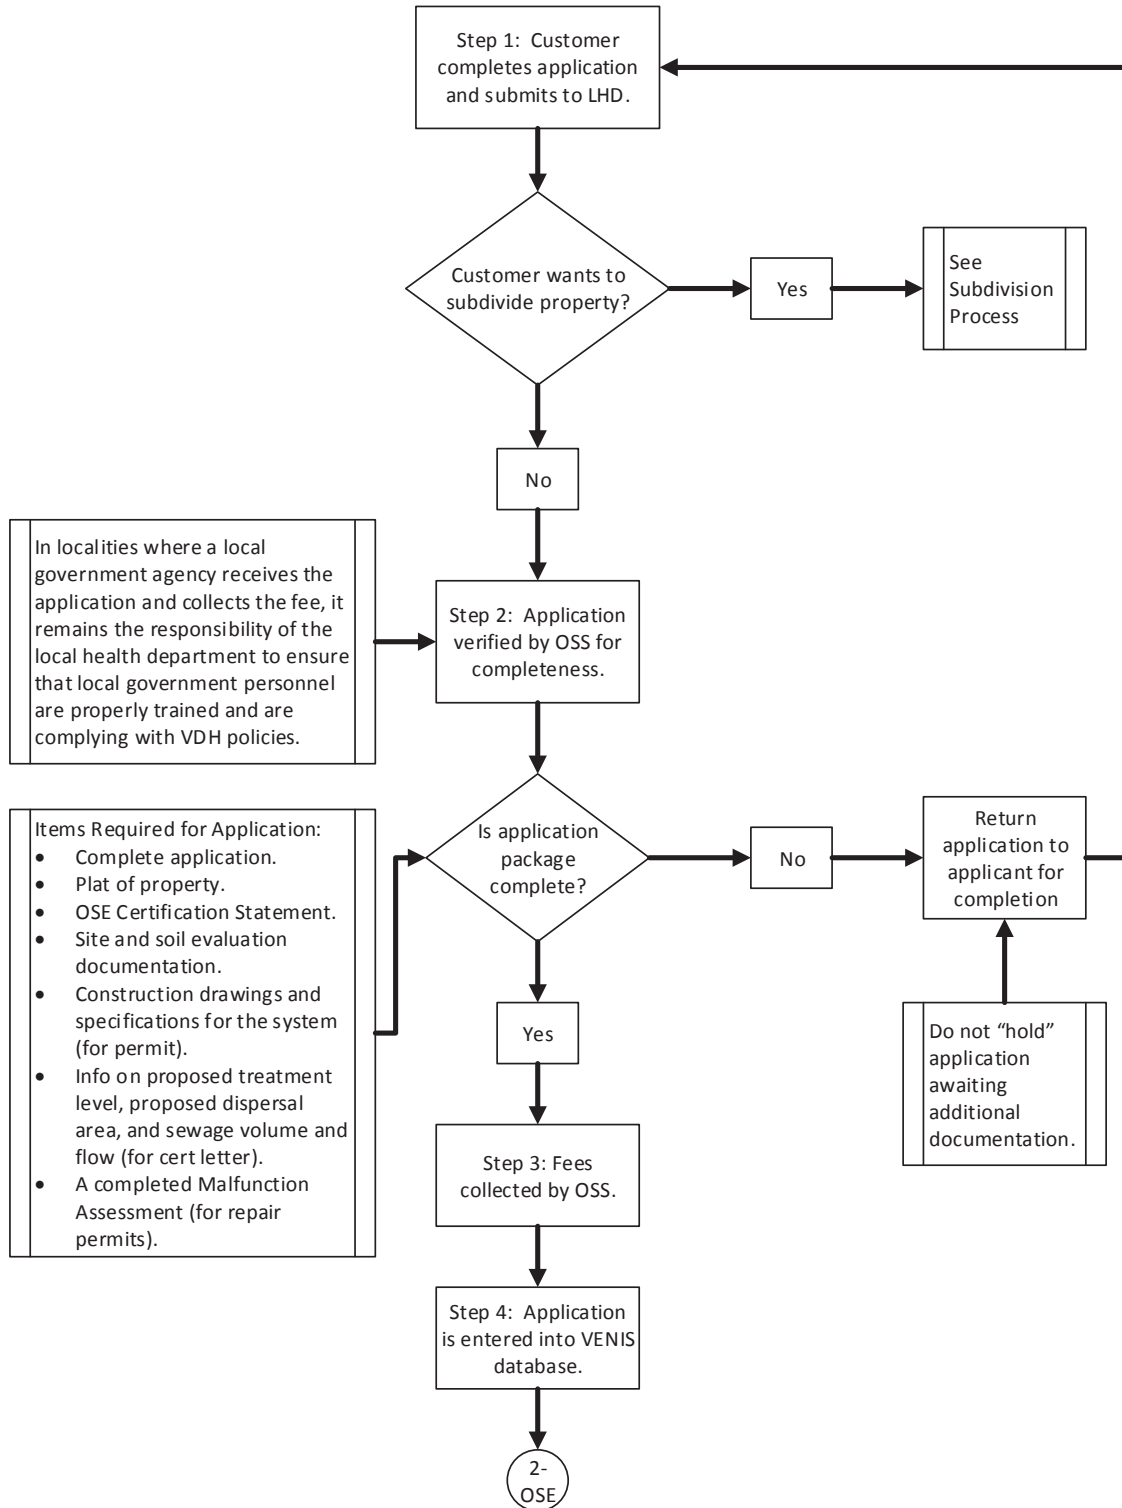 Step 1: Customer
completes application
and submits to LHD.
Customer wants to
subdivide property?
Yes
See
Subdivision
Process
No
In localities where a local
government agency receives the
application and collects the fee, it
remains the responsibility of the
local health department to ensure
that local government personnel
are properly trained and are
complying with VDH policies.
Step 2: Application
verified by OSS for
completeness.
Items Required for Application:
• Complete application.
• Plat of property.
• OSE Certification Statement.
• Site and soil evaluation
documentation.
• Construction drawings and
specifications for the system
(for permit).
• Info on proposed treatment
level, proposed dispersal
area, and sewage volume and
flow (for cert letter).
• A completed Malfunction
Assessment (for repair
permits).
Is application
package
complete?
No
Return
application to
applicant for
completion
Do not “hold”
application
awaiting
additional
documentation.
Yes
Step 3: Fees
collected by OSS.
Step 4: Application
is entered into VENIS
database.
2-
OSE